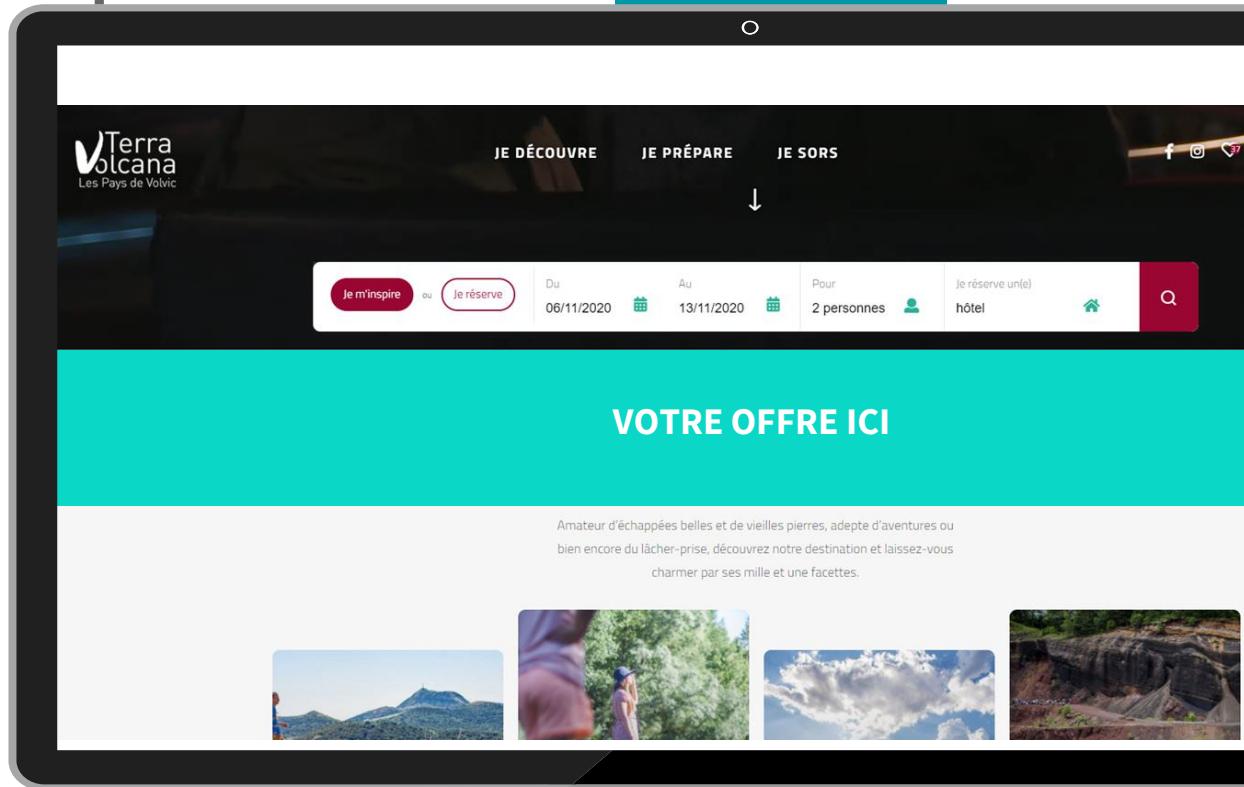 Terra
Volcana
Les Pays de Volvic
JE DÉCOUVRE JE PRÉPARE JE SORS
37
Je m'inspire ou Je réserve
Du
06/11/2020
Au
13/11/2020
Pour
2 personnes
Je réserve un(e)
hôtel
VOTRE OFFRE ICI
Amateur d'échappées belles et de vieilles pierres, adepte d'aventures ou
bien encore du lâcher-prise, découvrez notre destination et laissez-vous
charmer par ses mille et une facettes.